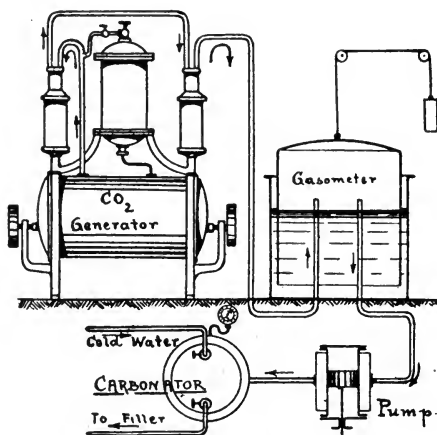 CO2
Generator
Gasometer
Cold Water
CARBONATOR
To Filler
Pump.